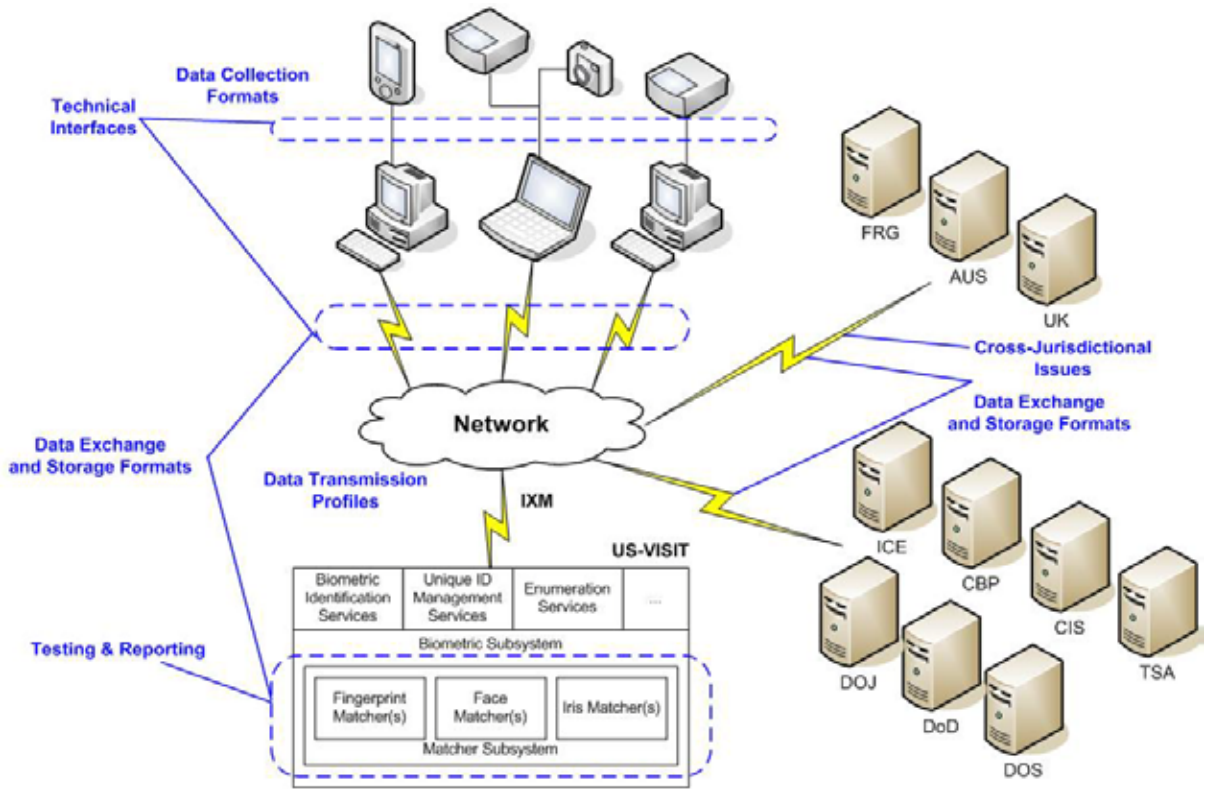 Data Collection
Formats
Technical
Interfaces
FRG
AUS
UK
Cross-Jurisdictional
Issues
Data Exchange
and Storage Formats
Network
Data Exchange
and Storage Formats
Data Transmission
Profiles
IXM
ICE
CBP
CIS
TSA
DOJ
DoD
DOS
US-VISIT
Biometric
Identification
Services
Unique ID
Management
Services
Enumeration
Services
...
Biometric Subsystem
Testing & Reporting
Fingerprint
Matcher(s)
Face
Matcher(s)
Iris Matcher(s)
Matcher Subsystem